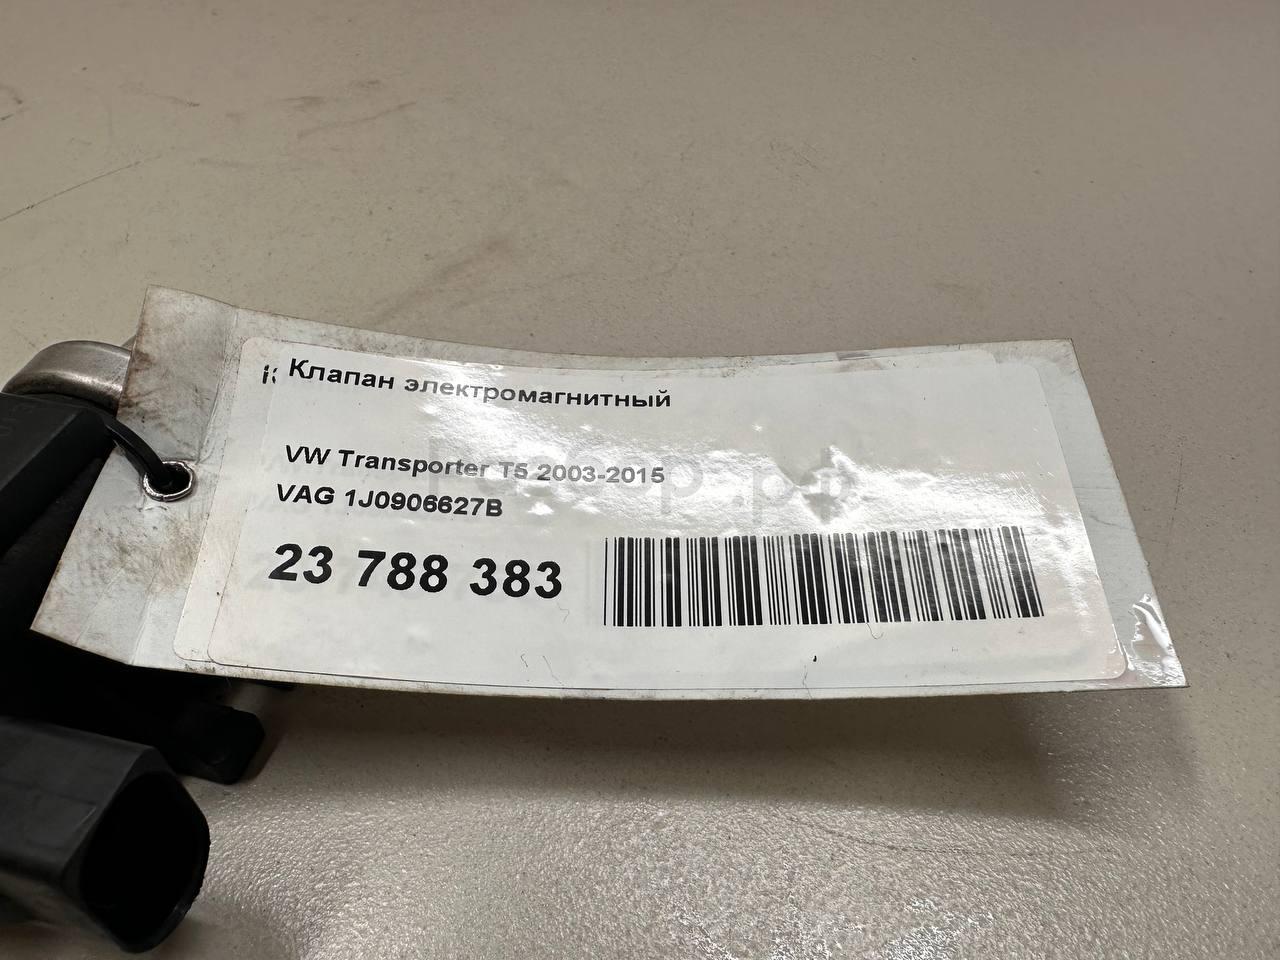 Клапан электромагнитный
VW Transporter T5 2003-2015
VAG 1J0906627B
23 788 383